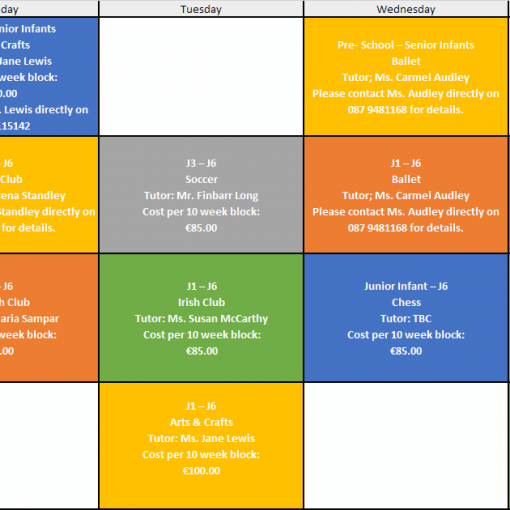 day
Tuesday
Wednesday
nior Infants
Crafts
Jane Lewis
week block:
0.00
. Lewis directly on
115142
Pre- School – Senior Infants
Ballet
Tutor; Ms. Carmel Audley
Please contact Ms. Audley directly on
087 9481168 for details.
– J6
Club
ena Standley
Standley directly on
for details.
J3 – J6
Soccer
Tutor: Mr. Finbarr Long
Cost per 10 week block:
€85.00
J1 – J6
Ballet
Tutor; Ms. Carmel Audley
Please contact Ms. Audley directly on
087 9481168 for details.
– J6
h Club
aria Sampar
week block:
.00
J1 – J6
Irish Club
Tutor: Ms. Susan McCarthy
Cost per 10 week block:
€85.00
Junior Infant – J6
Chess
Tutor: TBC
Cost per 10 week block:
€85.00
J1 – J6
Arts & Crafts
Tutor: Ms. Jane Lewis
Cost per 10 week block:
€100.00